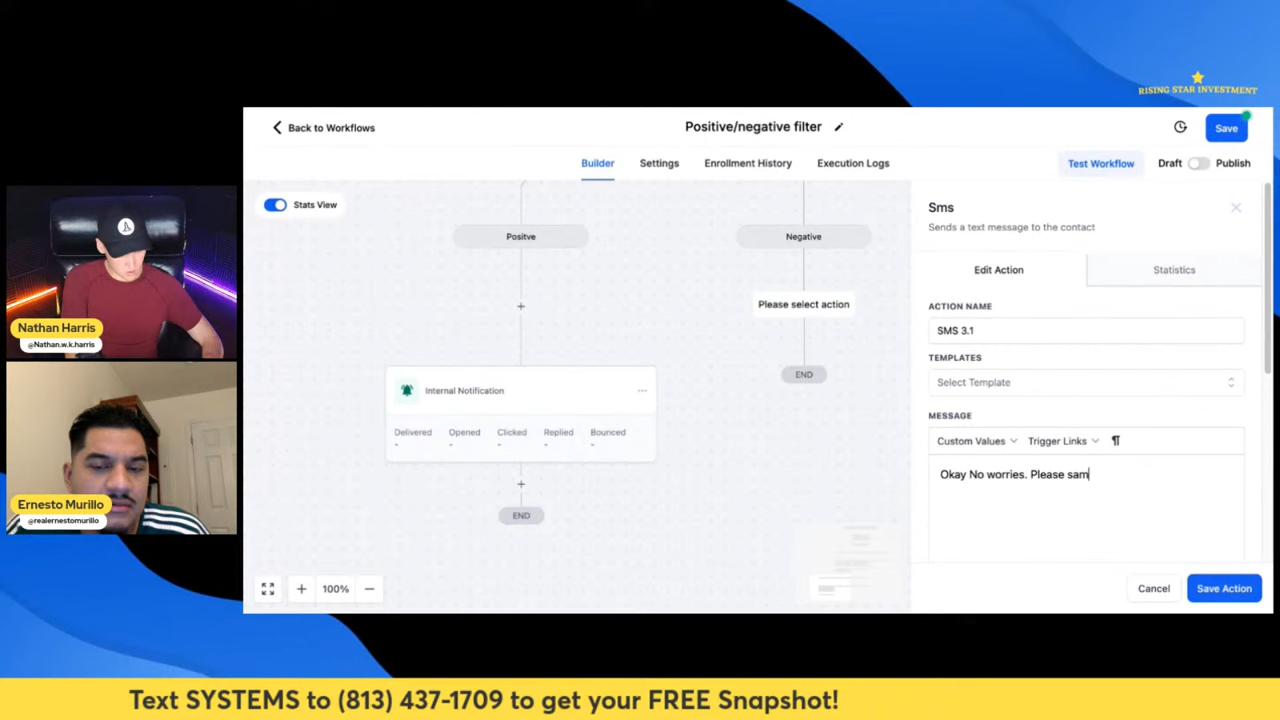 RISING STAR INVESTMENT
Back to Workflows
Positive/negative filter
Save
Builder
Settings
Enrollment History
Execution Logs
Test Workflow
Draft
Publish
Stats View
Positve
Negative
Please select action
END
Internal Notification
Delivered
Opened
Clicked
Replied
Bounced
-
-
-
-
-
END
100%
Sms
Sends a text message to the contact
Edit Action
Statistics
ACTION NAME
SMS 3.1
TEMPLATES
Select Template
MESSAGE
Custom Values
Trigger Links
Okay No worries. Please sam
Cancel
Save Action
Nathan Harris
@Nathan.w.k.harris
Ernesto Murillo
@realernestomurillo
Text SYSTEMS to (813) 437-1709 to get your FREE Snapshot!